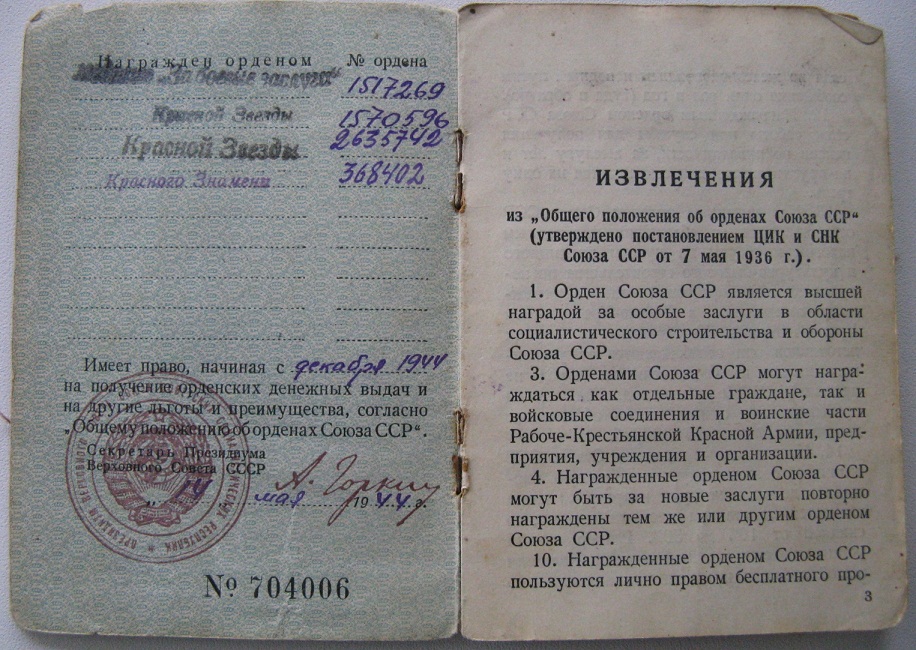 Награжден орденом № ордена
„За боевые заслуги“ 1517269
Красной Звезды 1570596
Красной Звезды 2635742
Красного Знамени 368402
Имеет право, начиная с декабря 1944
на получение орденских денежных выдач и
на другие льготы и преимущества, согласно
„Общему положению об орденах Союза ССР“.
Секретарь Президиума
Верховного Совета СССР
А. Горкин
„14“ мая 1944 г.
№ 704006
ИЗВЛЕЧЕНИЯ
из „Общего положения об орденах Союза ССР“
(утверждено постановлением ЦИК и СНК
Союза ССР от 7 мая 1936 г.).
1. Орден Союза ССР является высшей
наградой за особые заслуги в области
социалистического строительства и обороны
Союза ССР.
3. Орденами Союза ССР могут награ-
ждаться как отдельные граждане, так и
войсковые соединения и воинские части
Рабоче-Крестьянской Красной Армии, пред-
приятия, учреждения и организации.
4. Награжденные орденом Союза ССР
могут быть за новые заслуги повторно
награждены тем же или другим орденом
Союза ССР.
10. Награжденные орденом Союза ССР
пользуются лично правом бесплатного про-
3